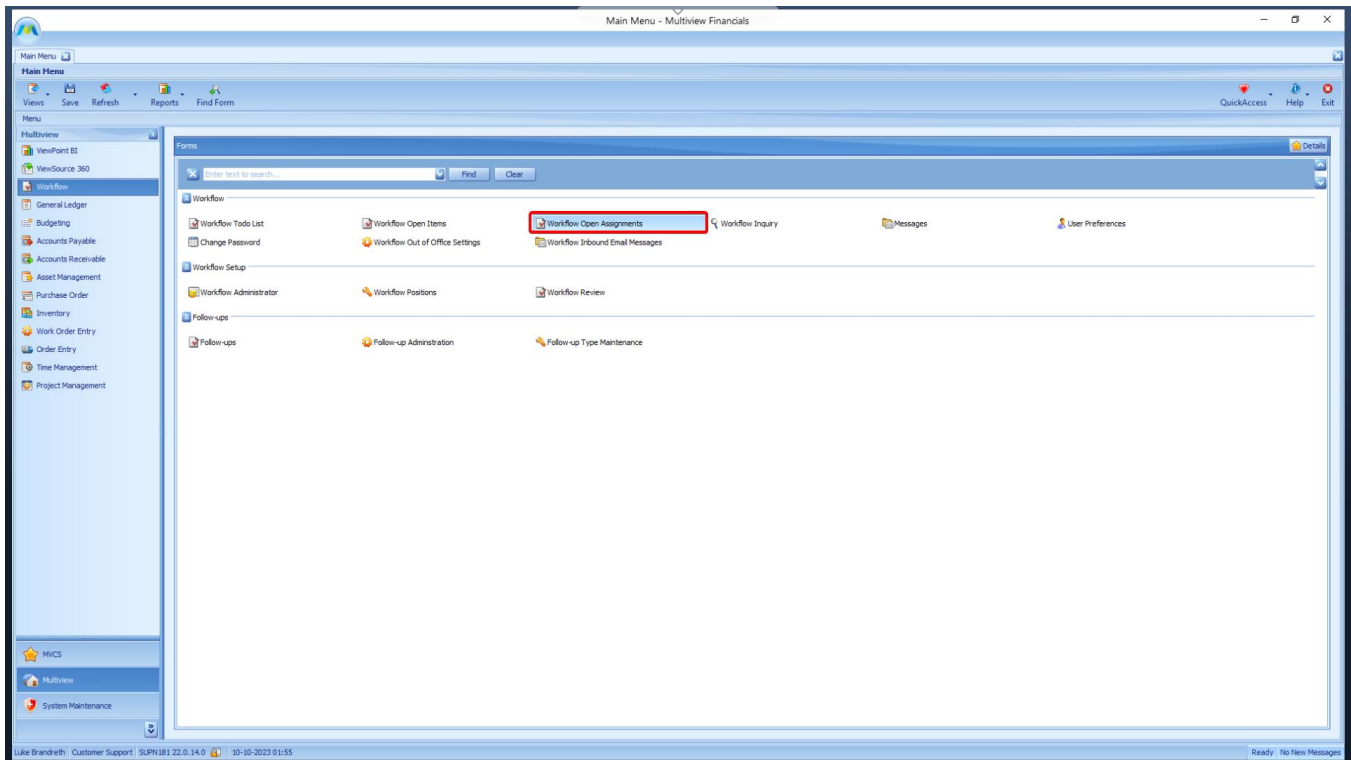 Main Menu - Multiview Financials
Main Menu
Main Menu
Views Save Refresh Reports Find Form QuickAccess Help Exit
Menu
Multiview
ViewPoint BI
ViewSource 360
Workflow
General Ledger
Budgeting
Accounts Payable
Accounts Receivable
Asset Management
Purchase Order
Inventory
Work Order Entry
Order Entry
Time Management
Project Management
MVCS
Multiview
System Maintenance
Forms Details
Enter text to search... Find Clear
Workflow
Workflow Todo List Workflow Open Items Workflow Open Assignments Workflow Inquiry Messages User Preferences
Change Password Workflow Out of Office Settings Workflow Inbound Email Messages
Workflow Setup
Workflow Administrator Workflow Positions Workflow Review
Follow-ups
Follow-ups Follow-up Adminstration Follow-up Type Maintenance
Luke Brandreth Customer Support SUPN181 22.0.14.0 10-10-2023 01:55 Ready No New Messages